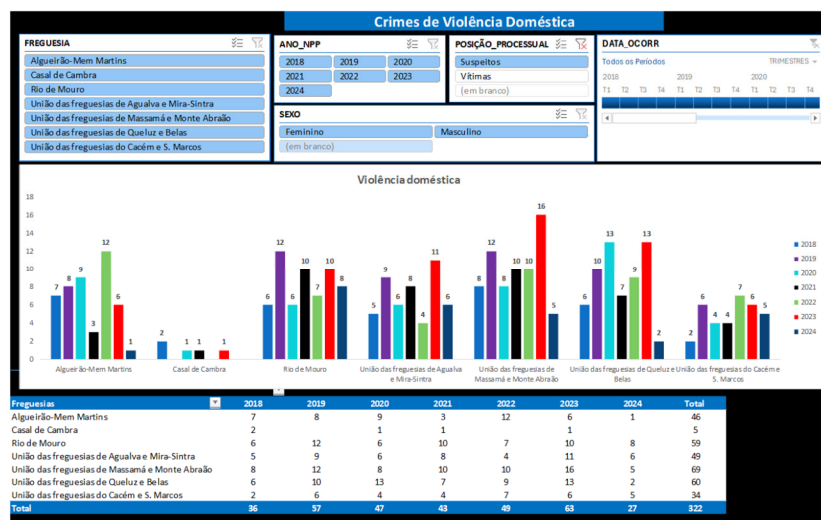 Crimes de Violência Doméstica
FREGUESIA
Algueirão-Mem Martins
Casal de Cambra
Rio de Mouro
União das freguesias de Agualva e Mira-Sintra
União das freguesias de Massamá e Monte Abraão
União das freguesias de Queluz e Belas
União das freguesias do Cacém e S. Marcos
ANO_NPP
2018 2019 2020
2021 2022 2023
2024
POSIÇÃO_PROCESSUAL
Suspeitos
Vítimas
(em branco)
SEXO
Feminino Masculino
(em branco)
DATA_OCORR
Todos os Períodos TRIMESTRES
2018 2019 2020
T1 T2 T3 T4 T1 T2 T3 T4 T1 T2 T3 T4
Violência doméstica
18
16
14
12
10
8
6
4
2
0
7 8 9 3 12 6 1
2 1 1 1
6 12 6 10 7 10 8
5 9 6 8 4 11 6
8 12 8 10 10 16 5
6 10 13 7 9 13 2
2 6 4 4 7 6 5
Algueirão-Mem Martins
Casal de Cambra
Rio de Mouro
União das freguesias de Agualva
e Mira-Sintra
União das freguesias de
Massamá e Monte Abraão
União das freguesias de Queluz e
Belas
União das freguesias do Cacém e
S. Marcos
2018
2019
2020
2021
2022
2023
2024
Freguesias 2018 2019 2020 2021 2022 2023 2024 Total
Algueirão-Mem Martins 7 8 9 3 12 6 1 46
Casal de Cambra 2 1 1 1 5
Rio de Mouro 6 12 6 10 7 10 8 59
União das freguesias de Agualva e Mira-Sintra 5 9 6 8 4 11 6 49
União das freguesias de Massamá e Monte Abraão 8 12 8 10 10 16 5 69
União das freguesias de Queluz e Belas 6 10 13 7 9 13 2 60
União das freguesias do Cacém e S. Marcos 2 6 4 4 7 6 5 34
Total 36 57 47 43 49 63 27 322